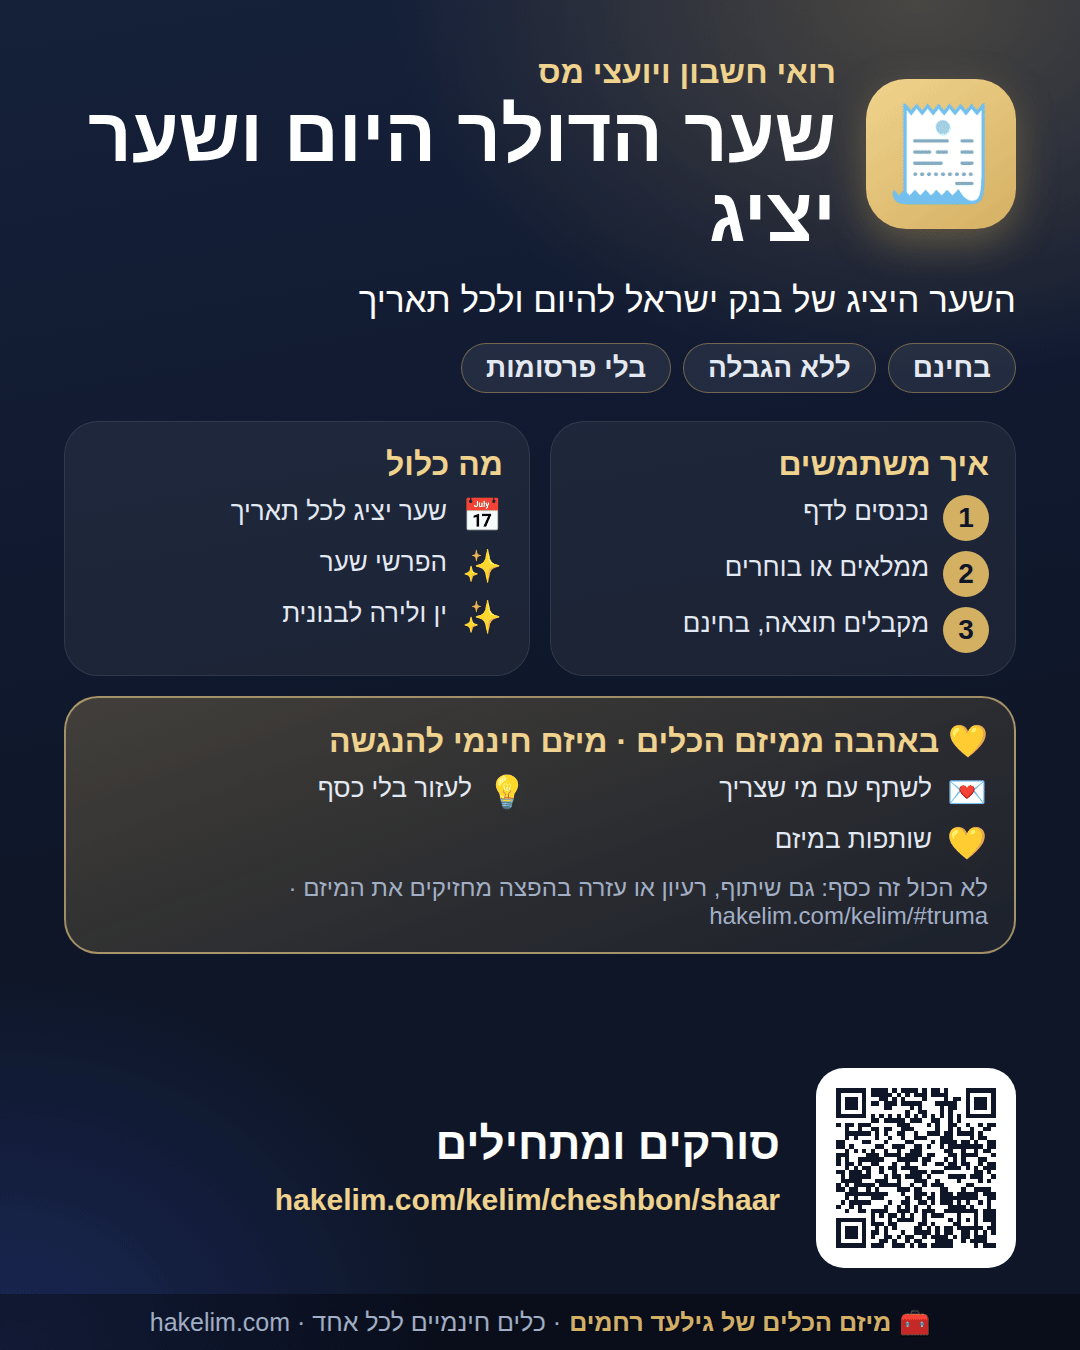 רואי חשבון ויועצי מס
שער הדולר היום ושער
יציג
השער היציג של בנק ישראל להיום ולכל תאריך
בחינם
ללא הגבלה
בלי פרסומות
איך משתמשים
1 נכנסים לדף
2 ממלאים או בוחרים
3 מקבלים תוצאה, בחינם
מה כלול
July 17
שער יציג לכל תאריך
הפרשי שער
ין ולירה לבנונית
באהבה ממיזם הכלים · מיזם חינמי להנגשה
לשתף עם מי שצריך
לעזור בלי כסף
שותפות במיזם
לא הכול זה כסף: גם שיתוף, רעיון או עזרה בהפצה מחזיקים את המיזם ·
hakelim.com/kelim/#truma
סורקים ומתחילים
hakelim.com/kelim/cheshbon/shaar
מיזם הכלים של גילעד רחמים · כלים חינמיים לכל אחד · hakelim.com